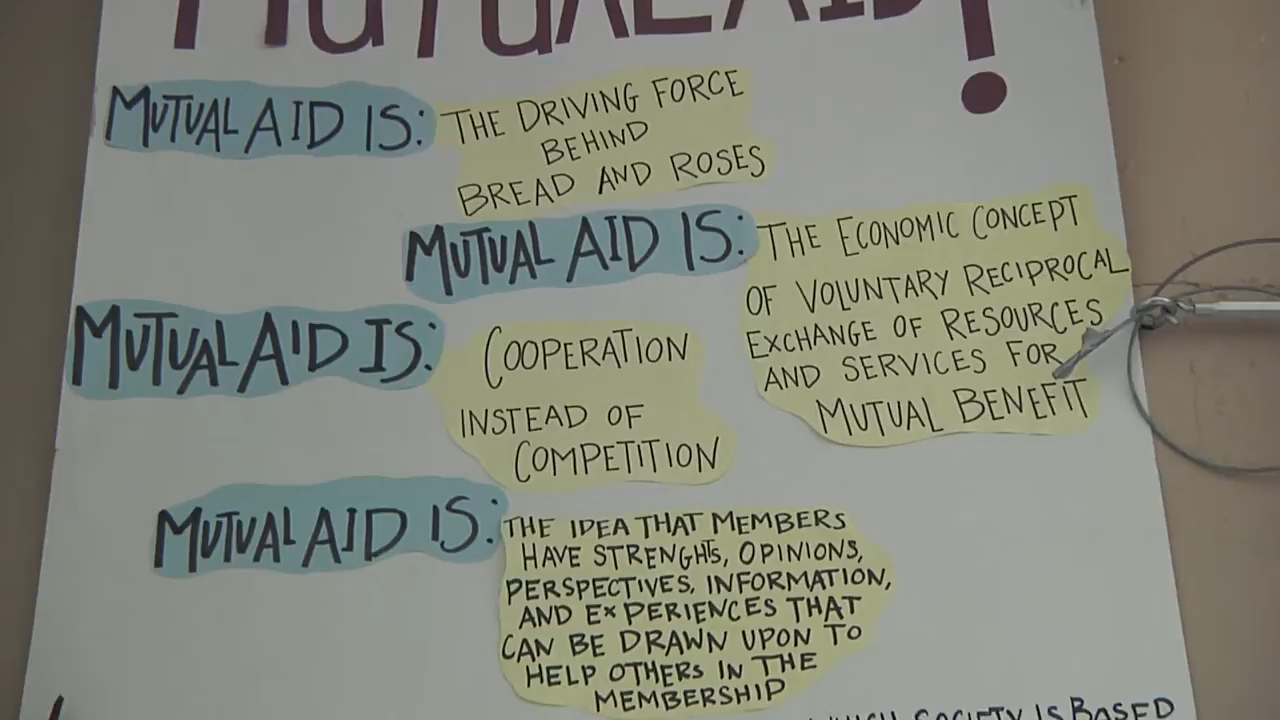 MUTUAL AID!
MUTUAL AID IS:
THE DRIVING FORCE
BEHIND
BREAD AND ROSES
MUTUAL AID IS:
THE ECONOMIC CONCEPT
OF VOLUNTARY RECIPROCAL
EXCHANGE OF RESOURCES
AND SERVICES FOR
MUTUAL BENEFIT
MUTUAL AID IS:
COOPERATION
INSTEAD OF
COMPETITION
MUTUAL AID IS:
THE IDEA THAT MEMBERS
HAVE STRENGHTS, OPINIONS,
PERSPECTIVES, INFORMATION,
AND EXPERIENCES THAT
CAN BE DRAWN UPON TO
HELP OTHERS IN THE
MEMBERSHIP
WHICH SOCIETY IS BASED